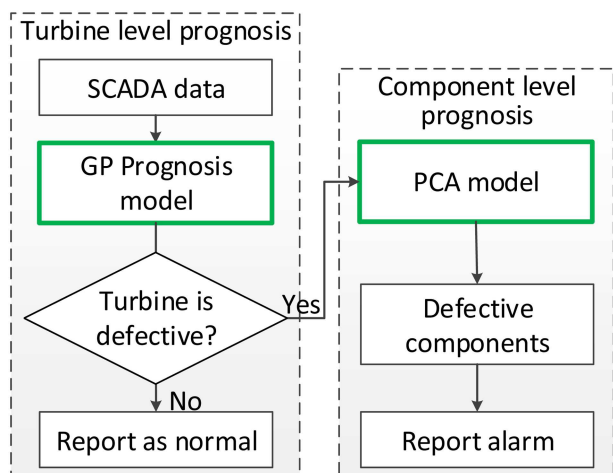 Turbine level prognosis
SCADA data
GP Prognosis
model
Turbine is
defective?
Yes
No
Report as normal
Component level
prognosis
PCA model
Defective
components
Report alarm